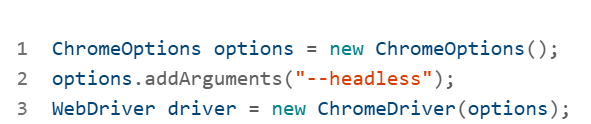 1 ChromeOptions options = new ChromeOptions();
2 options.addArguments("--headless");
3 WebDriver driver = new ChromeDriver(options);